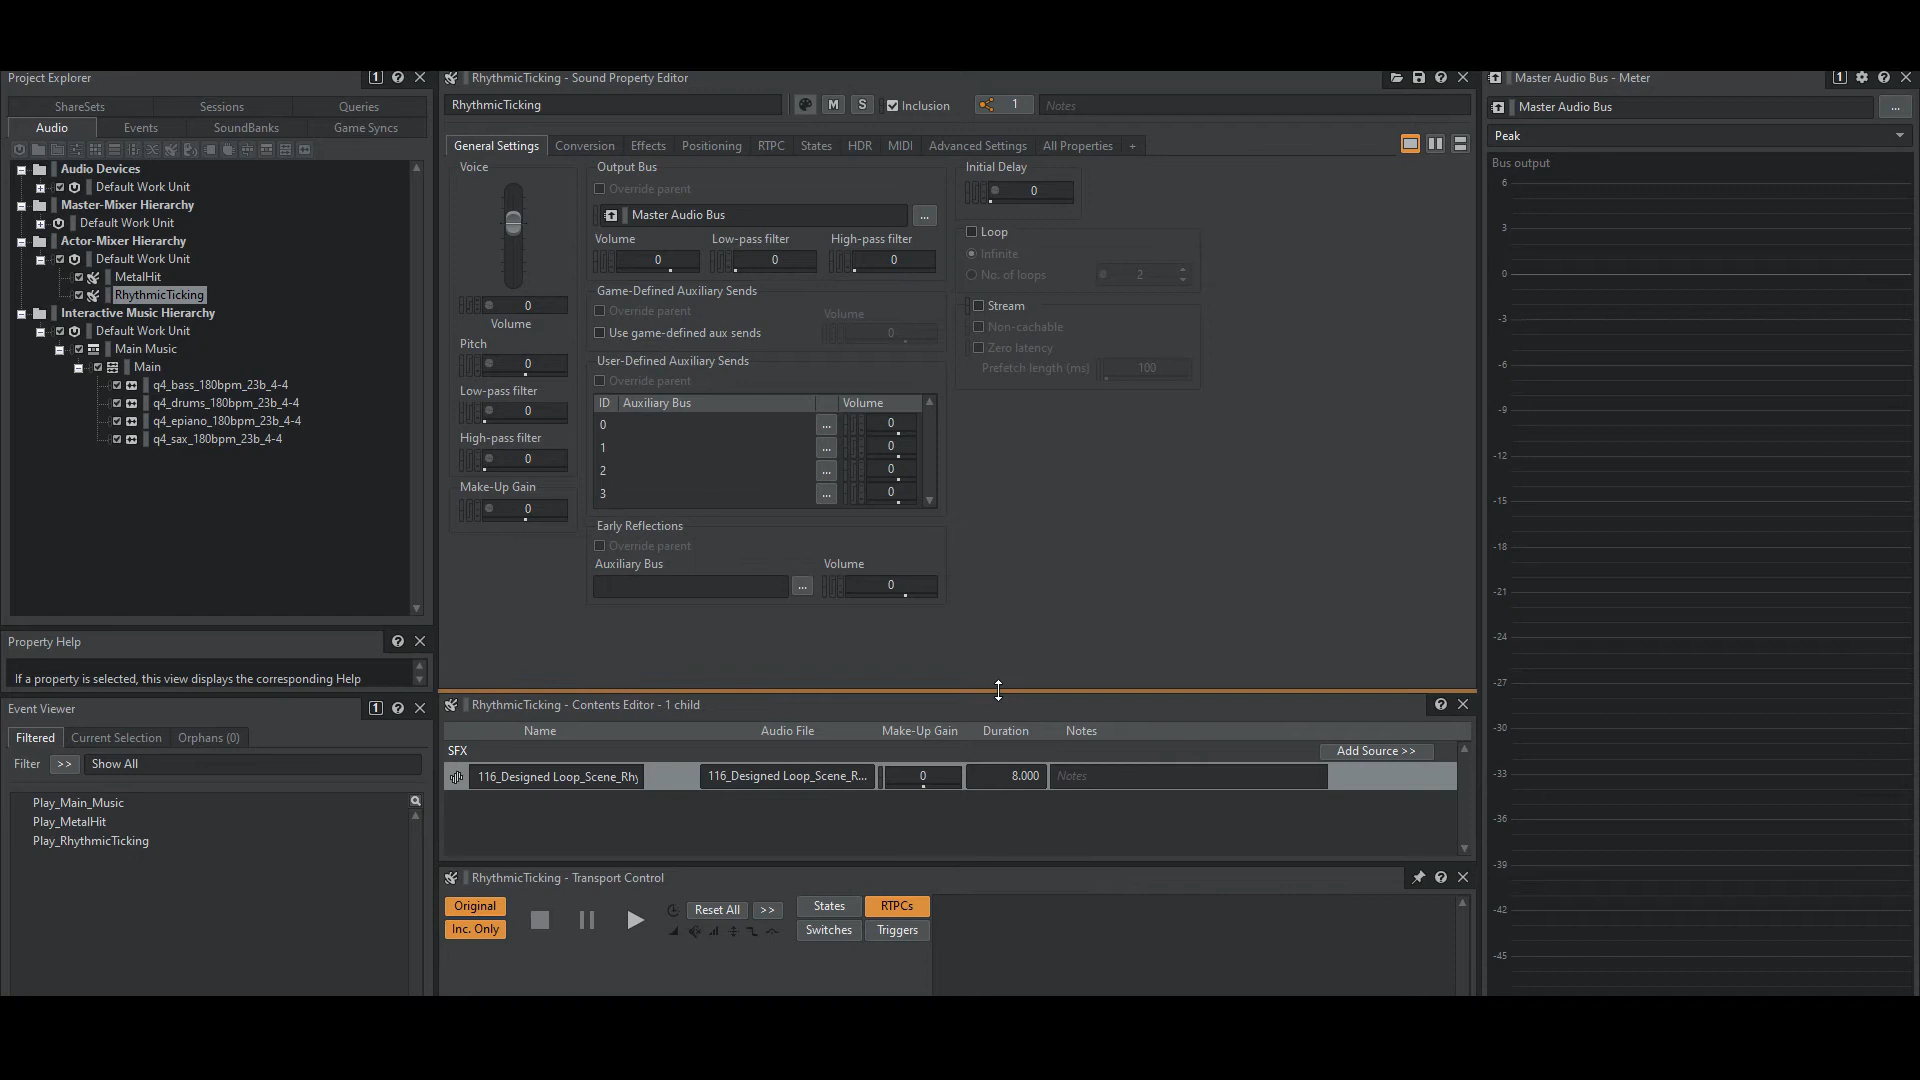 Project Explorer
1
ShareSets Sessions Queries
Audio Events SoundBanks Game Syncs
Audio Devices
Default Work Unit
Master-Mixer Hierarchy
Default Work Unit
Actor-Mixer Hierarchy
Default Work Unit
MetalHit
RhythmicTicking
Interactive Music Hierarchy
Default Work Unit
Main Music
Main
q4_bass_180bpm_23b_4-4
q4_drums_180bpm_23b_4-4
q4_epiano_180bpm_23b_4-4
q4_sax_180bpm_23b_4-4
Property Help
If a property is selected, this view displays the corresponding Help
Event Viewer
1
Filtered Current Selection Orphans (0)
Filter >> Show All
Play_Main_Music
Play_MetalHit
Play_RhythmicTicking
RhythmicTicking - Sound Property Editor
RhythmicTicking M S Inclusion 1 Notes
General Settings Conversion Effects Positioning RTPC States HDR MIDI Advanced Settings All Properties +
Voice
0
Volume
Pitch
0
Low-pass filter
0
High-pass filter
0
Make-Up Gain
0
Output Bus
Override parent
Master Audio Bus ...
Volume Low-pass filter High-pass filter
0 0 0
Game-Defined Auxiliary Sends
Override parent Volume
Use game-defined aux sends 0
User-Defined Auxiliary Sends
Override parent
ID Auxiliary Bus Volume
0 ... 0
1 ... 0
2 ... 0
3 ... 0
Early Reflections
Override parent
Auxiliary Bus Volume
... 0
Initial Delay
0
Loop
Infinite
No. of loops 2
Stream
Non-cachable
Zero latency
Prefetch length (ms) 100
RhythmicTicking - Contents Editor - 1 child
Name Audio File Make-Up Gain Duration Notes
SFX Add Source >>
116_Designed Loop_Scene_Rhy 116_Designed Loop_Scene_R... 0 8.000 Notes
RhythmicTicking - Transport Control
Original Reset All >> States RTPCs
Inc. Only Switches Triggers
Master Audio Bus - Meter
1
Master Audio Bus ...
Peak
Bus output
6
3
0
-3
-6
-9
-12
-15
-18
-21
-24
-27
-30
-33
-36
-39
-42
-45